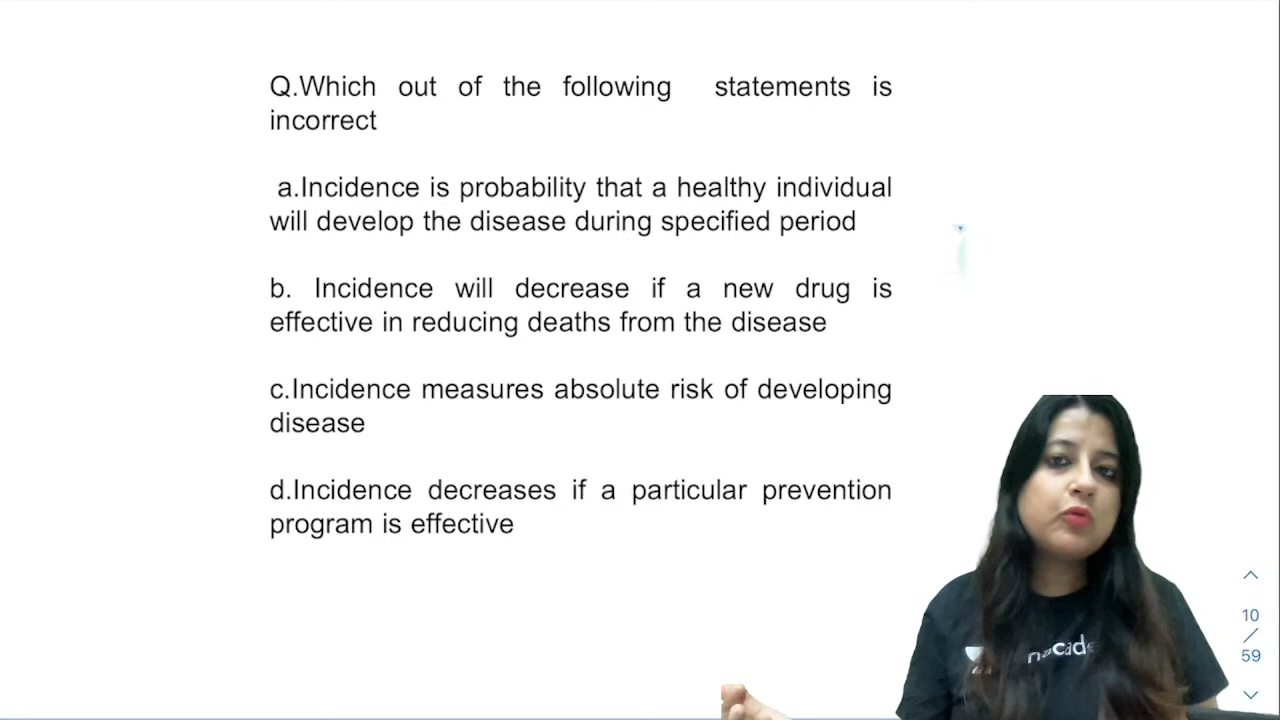 Q.Which out of the following statements is
incorrect
a.Incidence is probability that a healthy individual
will develop the disease during specified period
b. Incidence will decrease if a new drug is
effective in reducing deaths from the disease
c.Incidence measures absolute risk of developing
disease
d.Incidence decreases if a particular prevention
program is effective
10
/
59